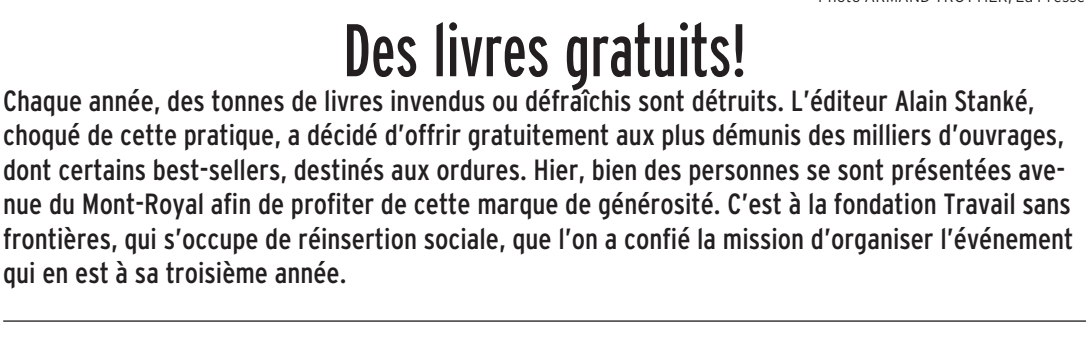 Des livres gratuits!
Chaque année, des tonnes de livres invendus ou défraîchis sont détruits. L'éditeur Alain Stanké,
choqué de cette pratique, a décidé d'offrir gratuitement aux plus démunis des milliers d'ouvrages,
dont certains best-sellers, destinés aux ordures. Hier, bien des personnes se sont présentées ave-
nue du Mont-Royal afin de profiter de cette marque de générosité. C'est à la fondation Travail sans
frontières, qui s'occupe de réinsertion sociale, que l'on a confié la mission d'organiser l'événement
qui en est à sa troisième année.